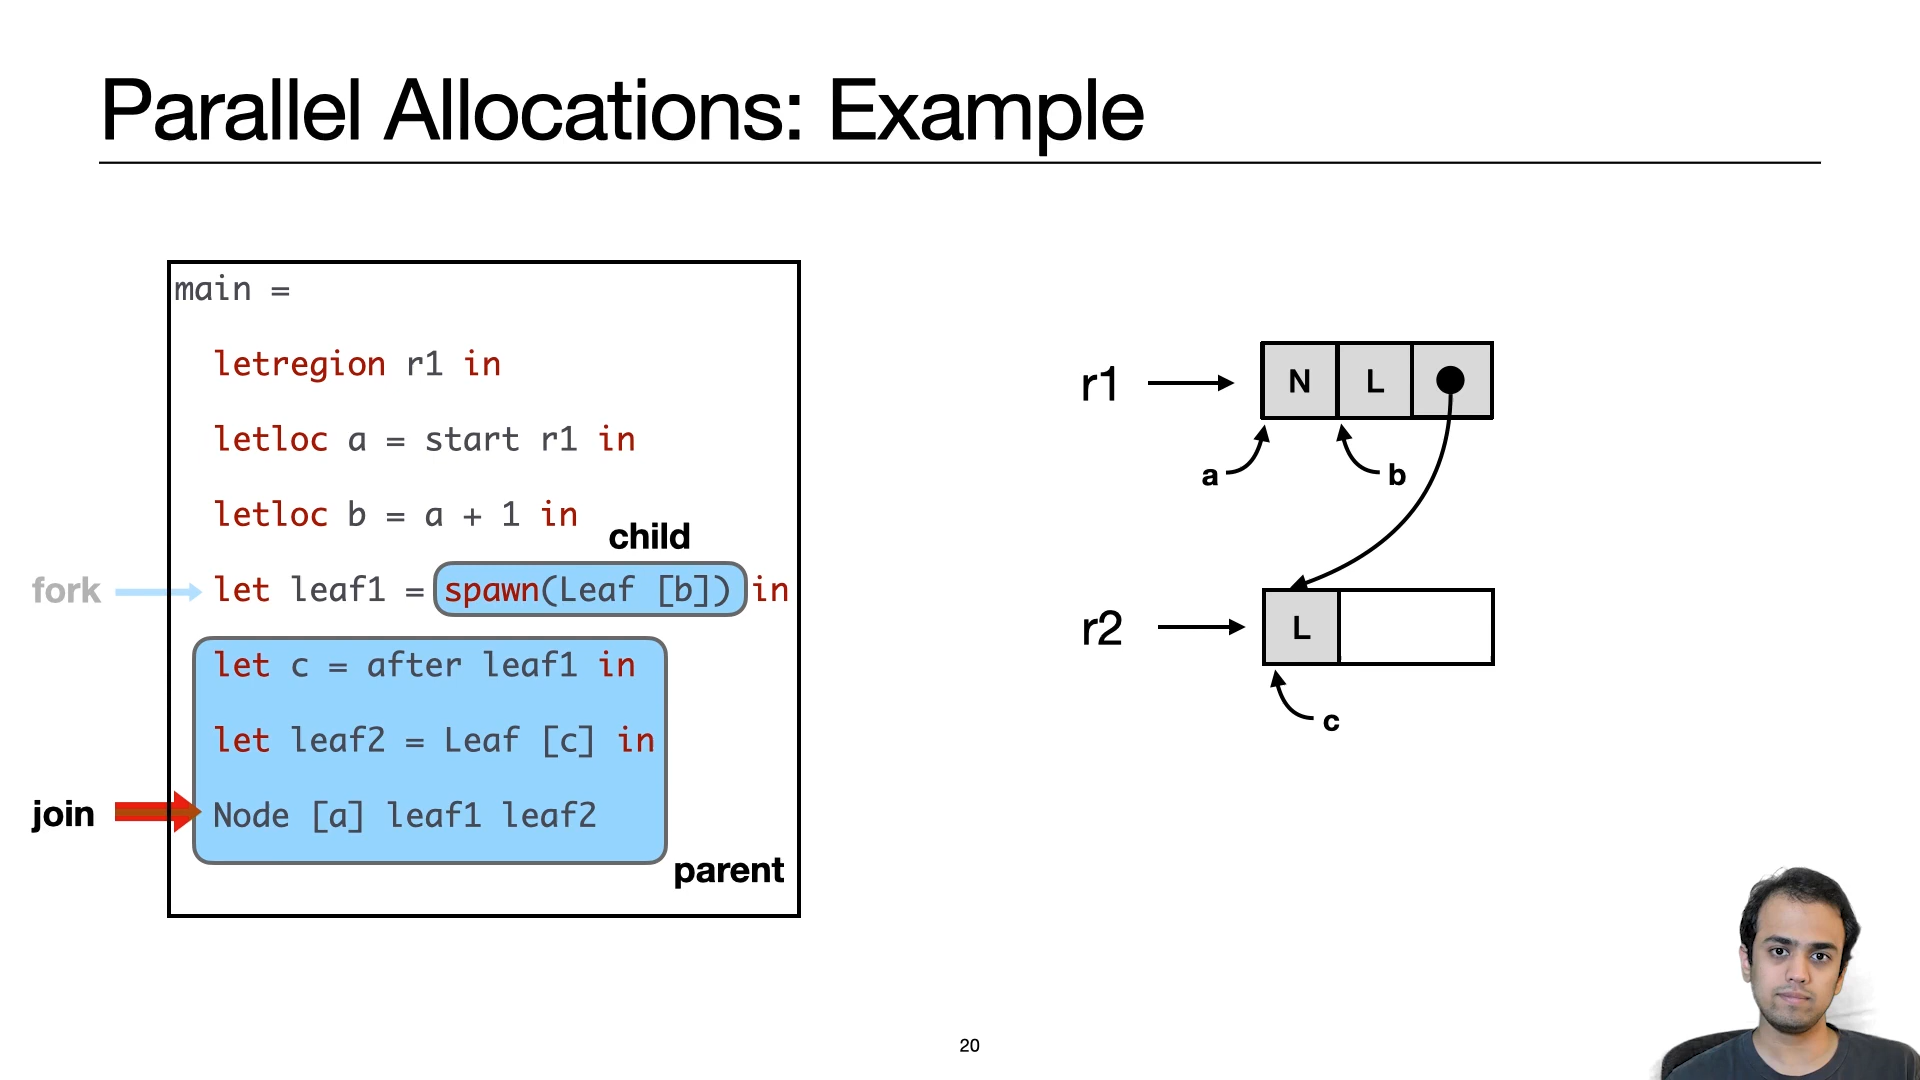 Parallel Allocations: Example
main =
letregion r1 in
letloc a = start r1 in
letloc b = a + 1 in
child
fork
let leaf1 = spawn(Leaf [b]) in
let c = after leaf1 in
let leaf2 = Leaf [c] in
join
Node [a] leaf1 leaf2
parent
r1
N L
a b
r2
L
c
20